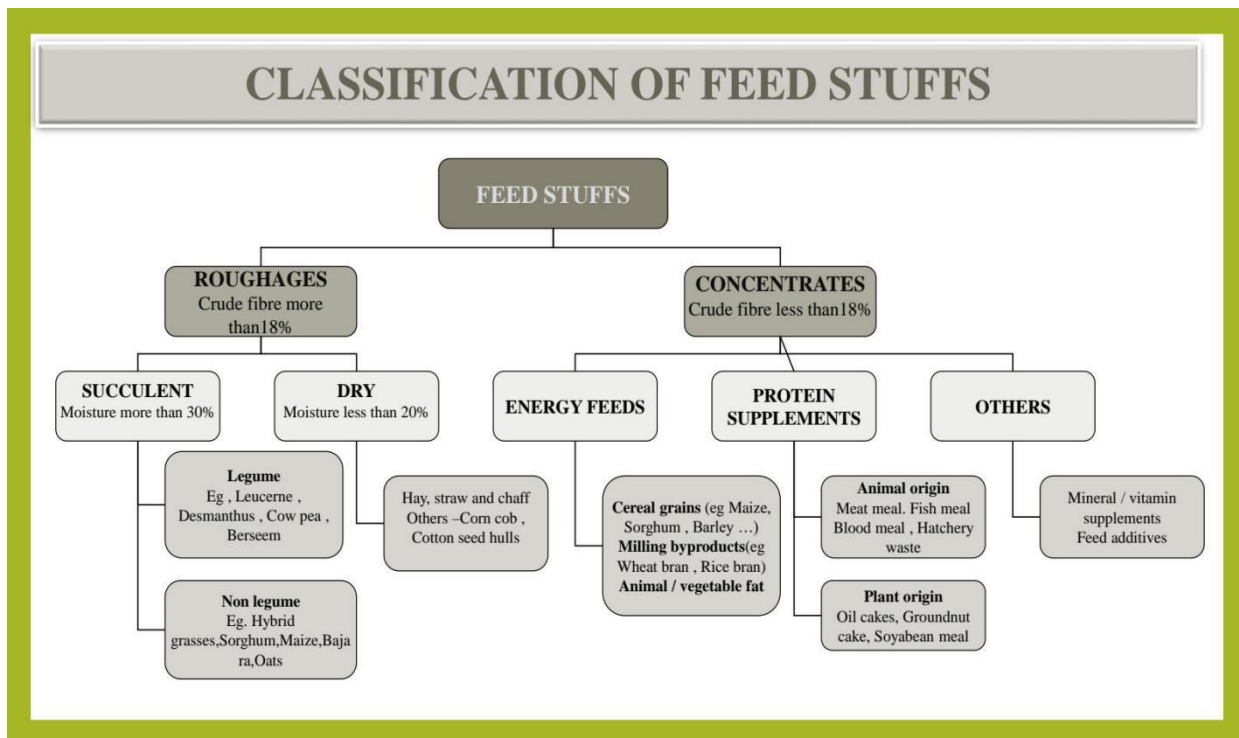 CLASSIFICATION OF FEED STUFFS
FEED STUFFS
ROUGHAGES
Crude fibre more
than18%
CONCENTRATES
Crude fibre less than18%
SUCCULENT
Moisture more than 30%
DRY
Moisture less than 20%
ENERGY FEEDS
PROTEIN
SUPPLEMENTS
OTHERS
Legume
Eg , Leucerne ,
Desmanthus , Cow pea ,
Berseem
Non legume
Eg. Hybrid
grasses,Sorghum,Maize,Baja
ra,Oats
Hay, straw and chaff
Others –Corn cob ,
Cotton seed hulls
Cereal grains (eg Maize,
Sorghum , Barley …)
Milling byproducts(eg
Wheat bran , Rice bran)
Animal / vegetable fat
Animal origin
Meat meal. Fish meal
Blood meal , Hatchery
waste
Plant origin
Oil cakes, Groundnut
cake, Soyabean meal
Mineral / vitamin
supplements
Feed additives